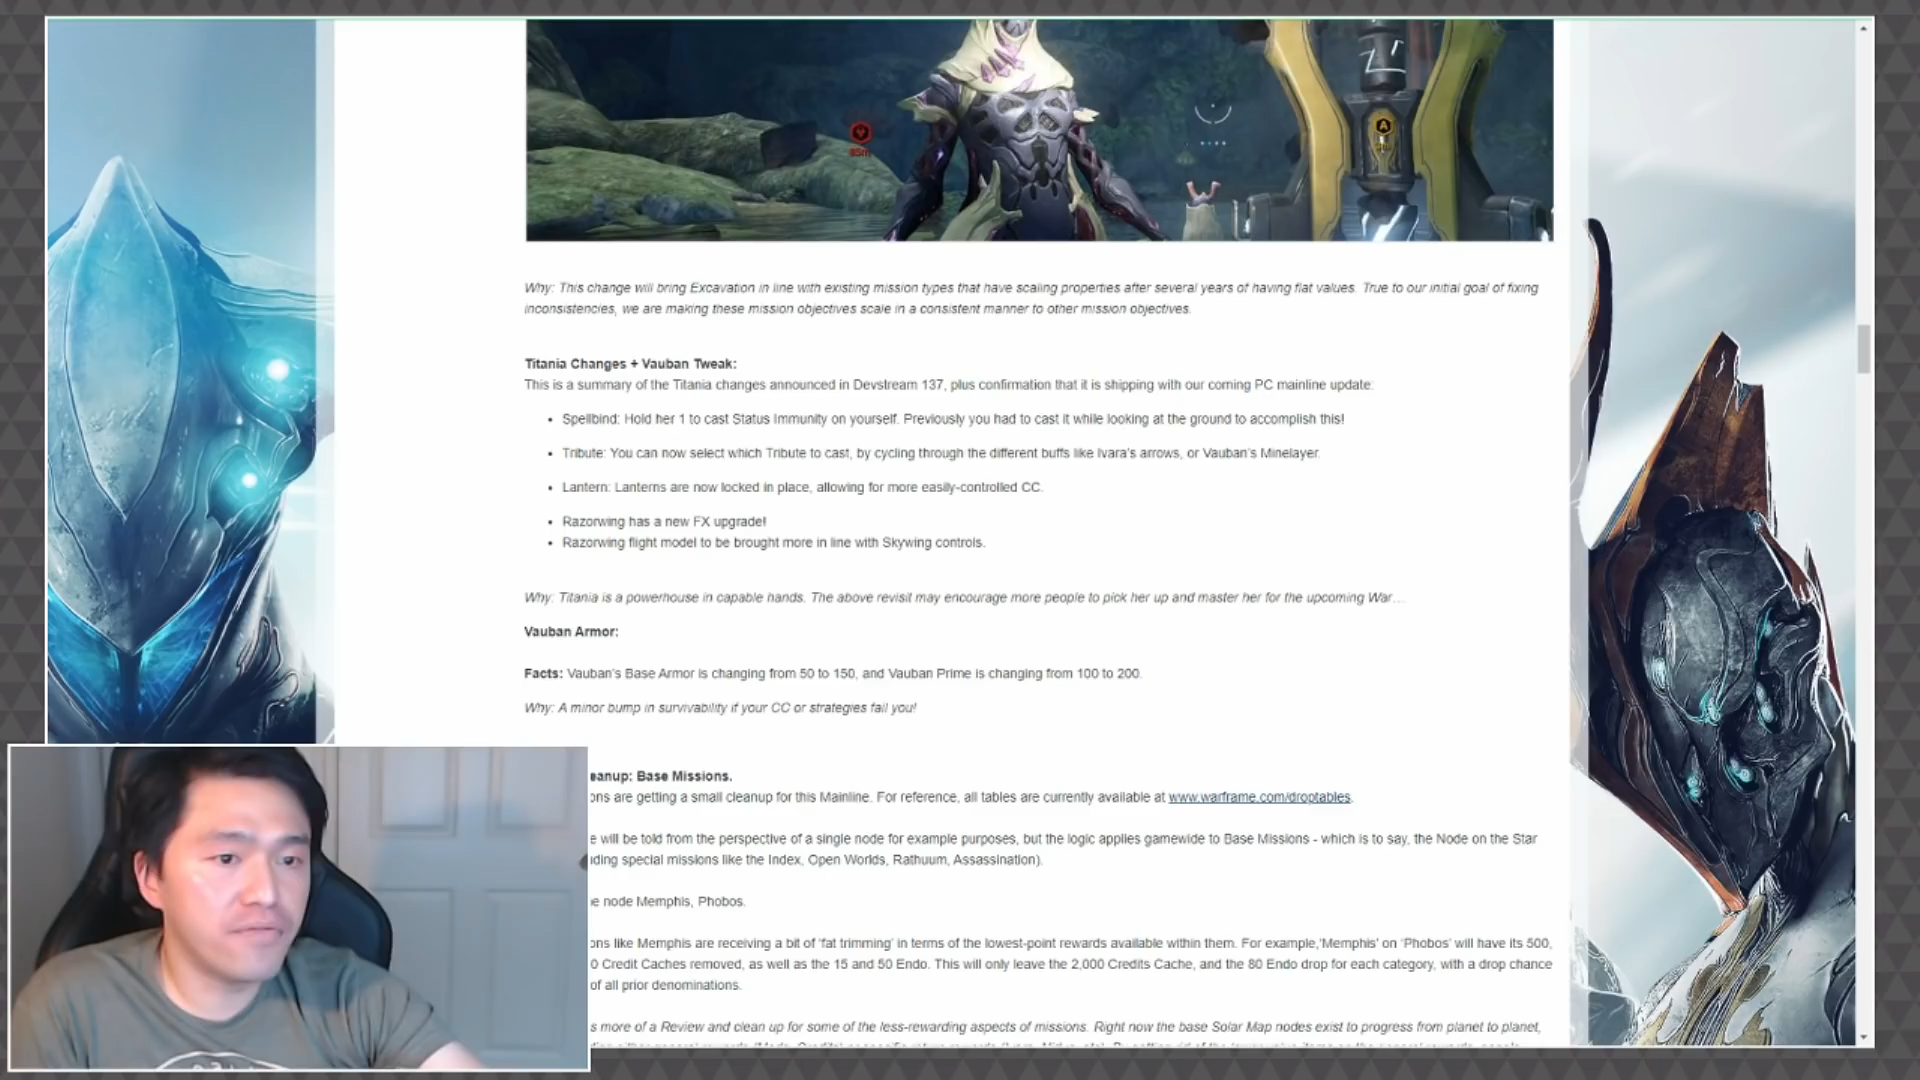 Why: This change will bring Excavation in line with existing mission types that have scaling properties after several years of having flat values. True to our initial goal of fixing
inconsistencies, we are making these mission objectives scale in a consistent manner to other mission objectives.
Titania Changes + Vauban Tweak:
This is a summary of the Titania changes announced in Devstream 137, plus confirmation that it is shipping with our coming PC mainline update:
• Spellbind: Hold her 1 to cast Status Immunity on yourself. Previously you had to cast it while looking at the ground to accomplish this!
• Tribute: You can now select which Tribute to cast, by cycling through the different buffs like Ivara's arrows, or Vauban's Minelayer.
• Lantern: Lanterns are now locked in place, allowing for more easily-controlled CC.
• Razorwing has a new FX upgrade!
• Razorwing flight model to be brought more in line with Skywing controls.
Why: Titania is a powerhouse in capable hands. The above revisit may encourage more people to pick her up and master her for the upcoming War…
Vauban Armor:
Facts: Vauban's Base Armor is changing from 50 to 150, and Vauban Prime is changing from 100 to 200.
Why: A minor bump in survivability if your CC or strategies fail you!
eanup: Base Missions.
ons are getting a small cleanup for this Mainline. For reference, all tables are currently available at www.warframe.com/droptables.
e will be told from the perspective of a single node for example purposes, but the logic applies gamewide to Base Missions - which is to say, the Node on the Star
ding special missions like the Index, Open Worlds, Rathuum, Assassination).
e node Memphis, Phobos.
ons like Memphis are receiving a bit of 'fat trimming' in terms of the lowest-point rewards available within them. For example,'Memphis' on 'Phobos' will have its 500,
0 Credit Caches removed, as well as the 15 and 50 Endo. This will only leave the 2,000 Credits Cache, and the 80 Endo drop for each category, with a drop chance
of all prior denominations.
s more of a Review and clean up for some of the less-rewarding aspects of missions. Right now the base Solar Map nodes exist to progress from planet to planet,